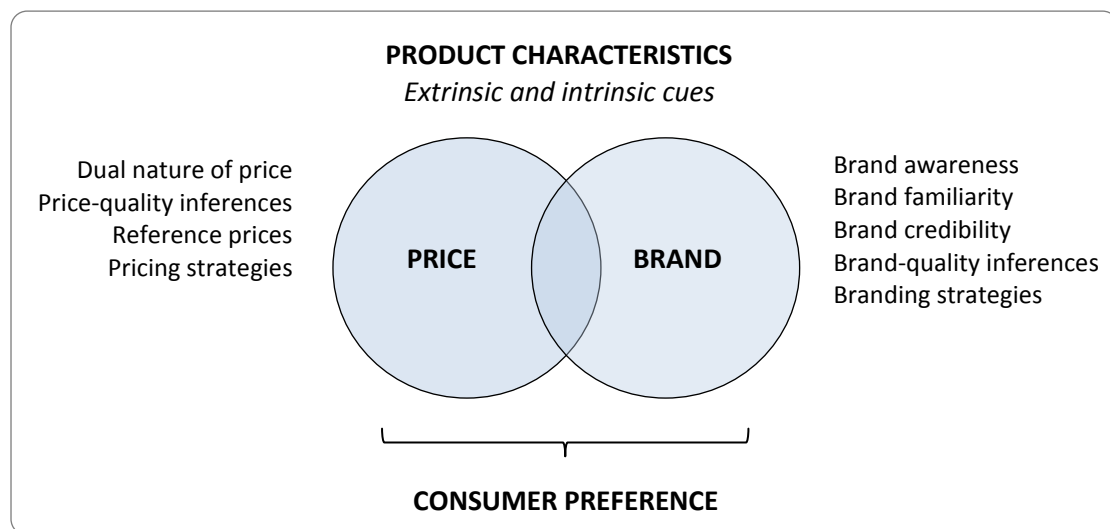 PRODUCT CHARACTERISTICS
Extrinsic and intrinsic cues
Dual nature of price
Price-quality inferences
Reference prices
Pricing strategies
PRICE
BRAND
Brand awareness
Brand familiarity
Brand credibility
Brand-quality inferences
Branding strategies
CONSUMER PREFERENCE